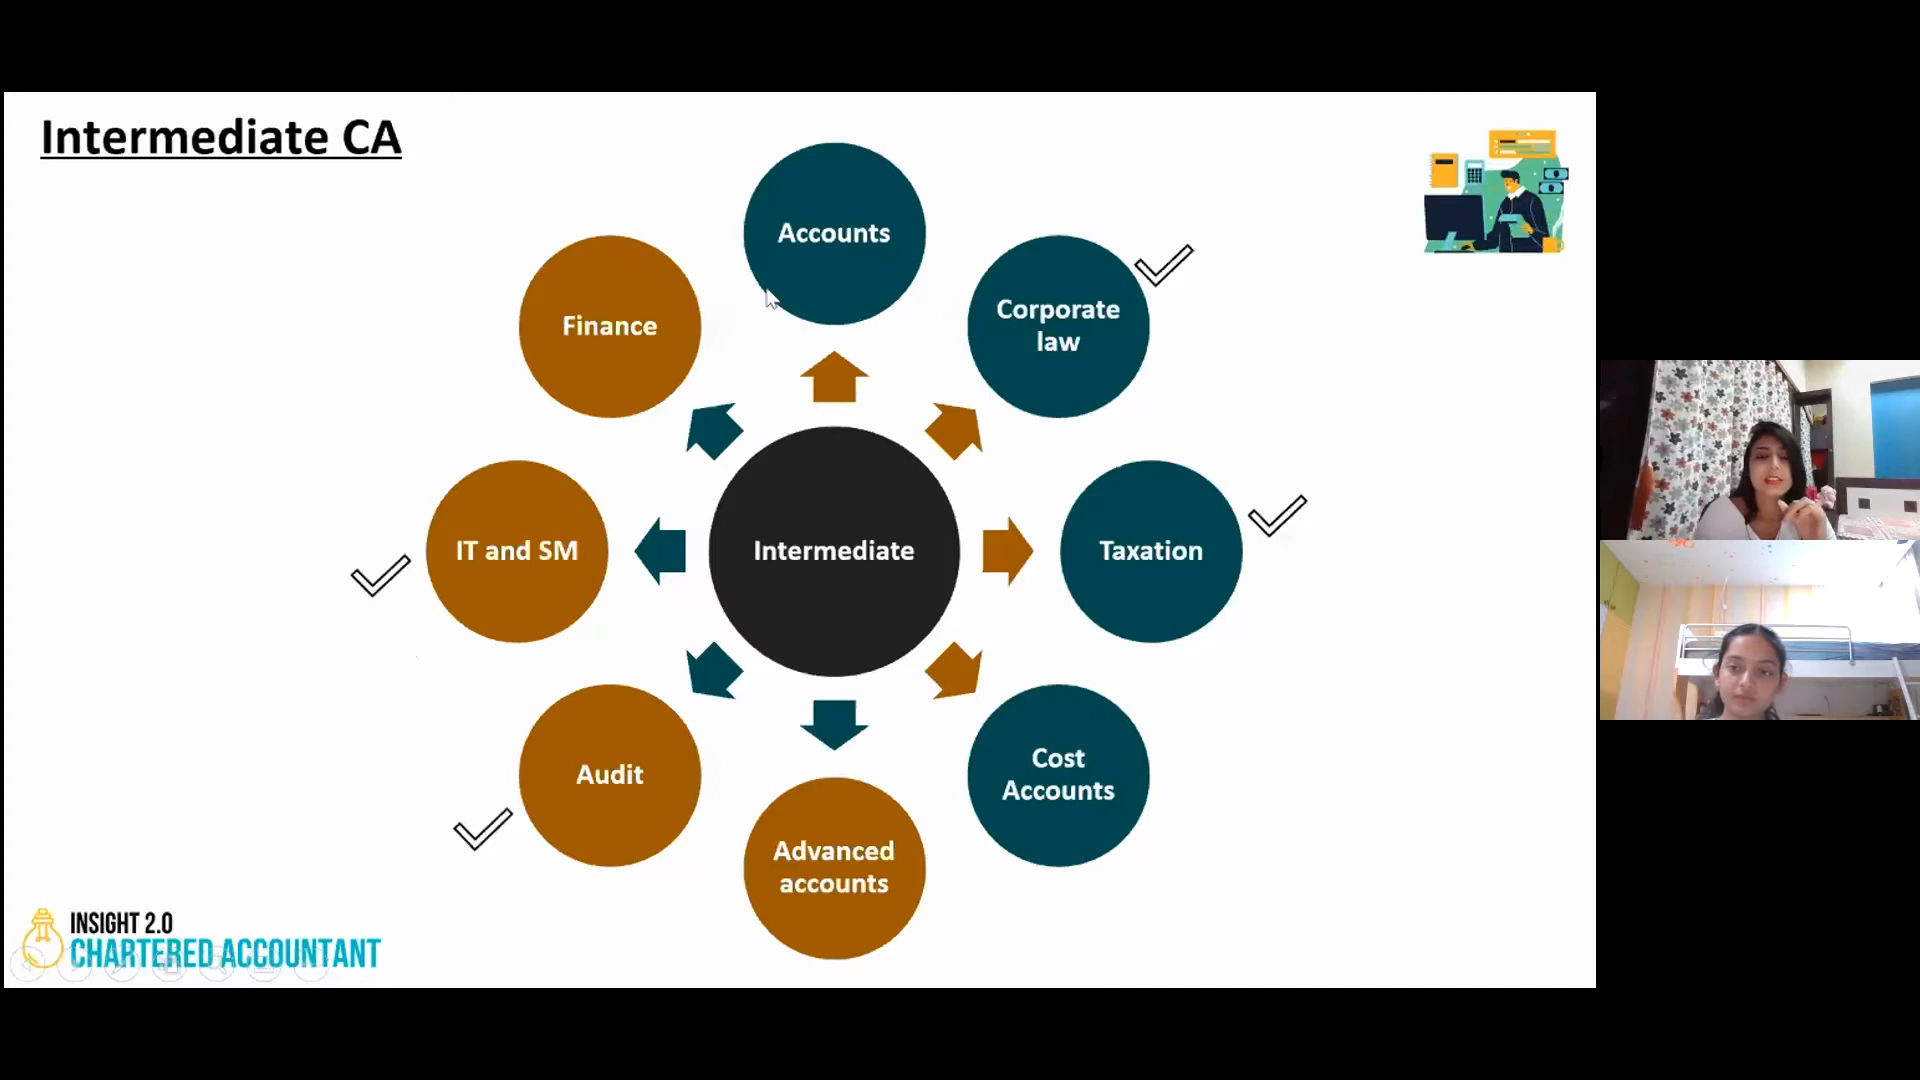 Intermediate CA
Accounts
Corporate
law
Taxation
Cost
Accounts
Advanced
accounts
Audit
IT and SM
Finance
Intermediate
INSIGHT 2.0
CHARTERED ACCOUNTANT